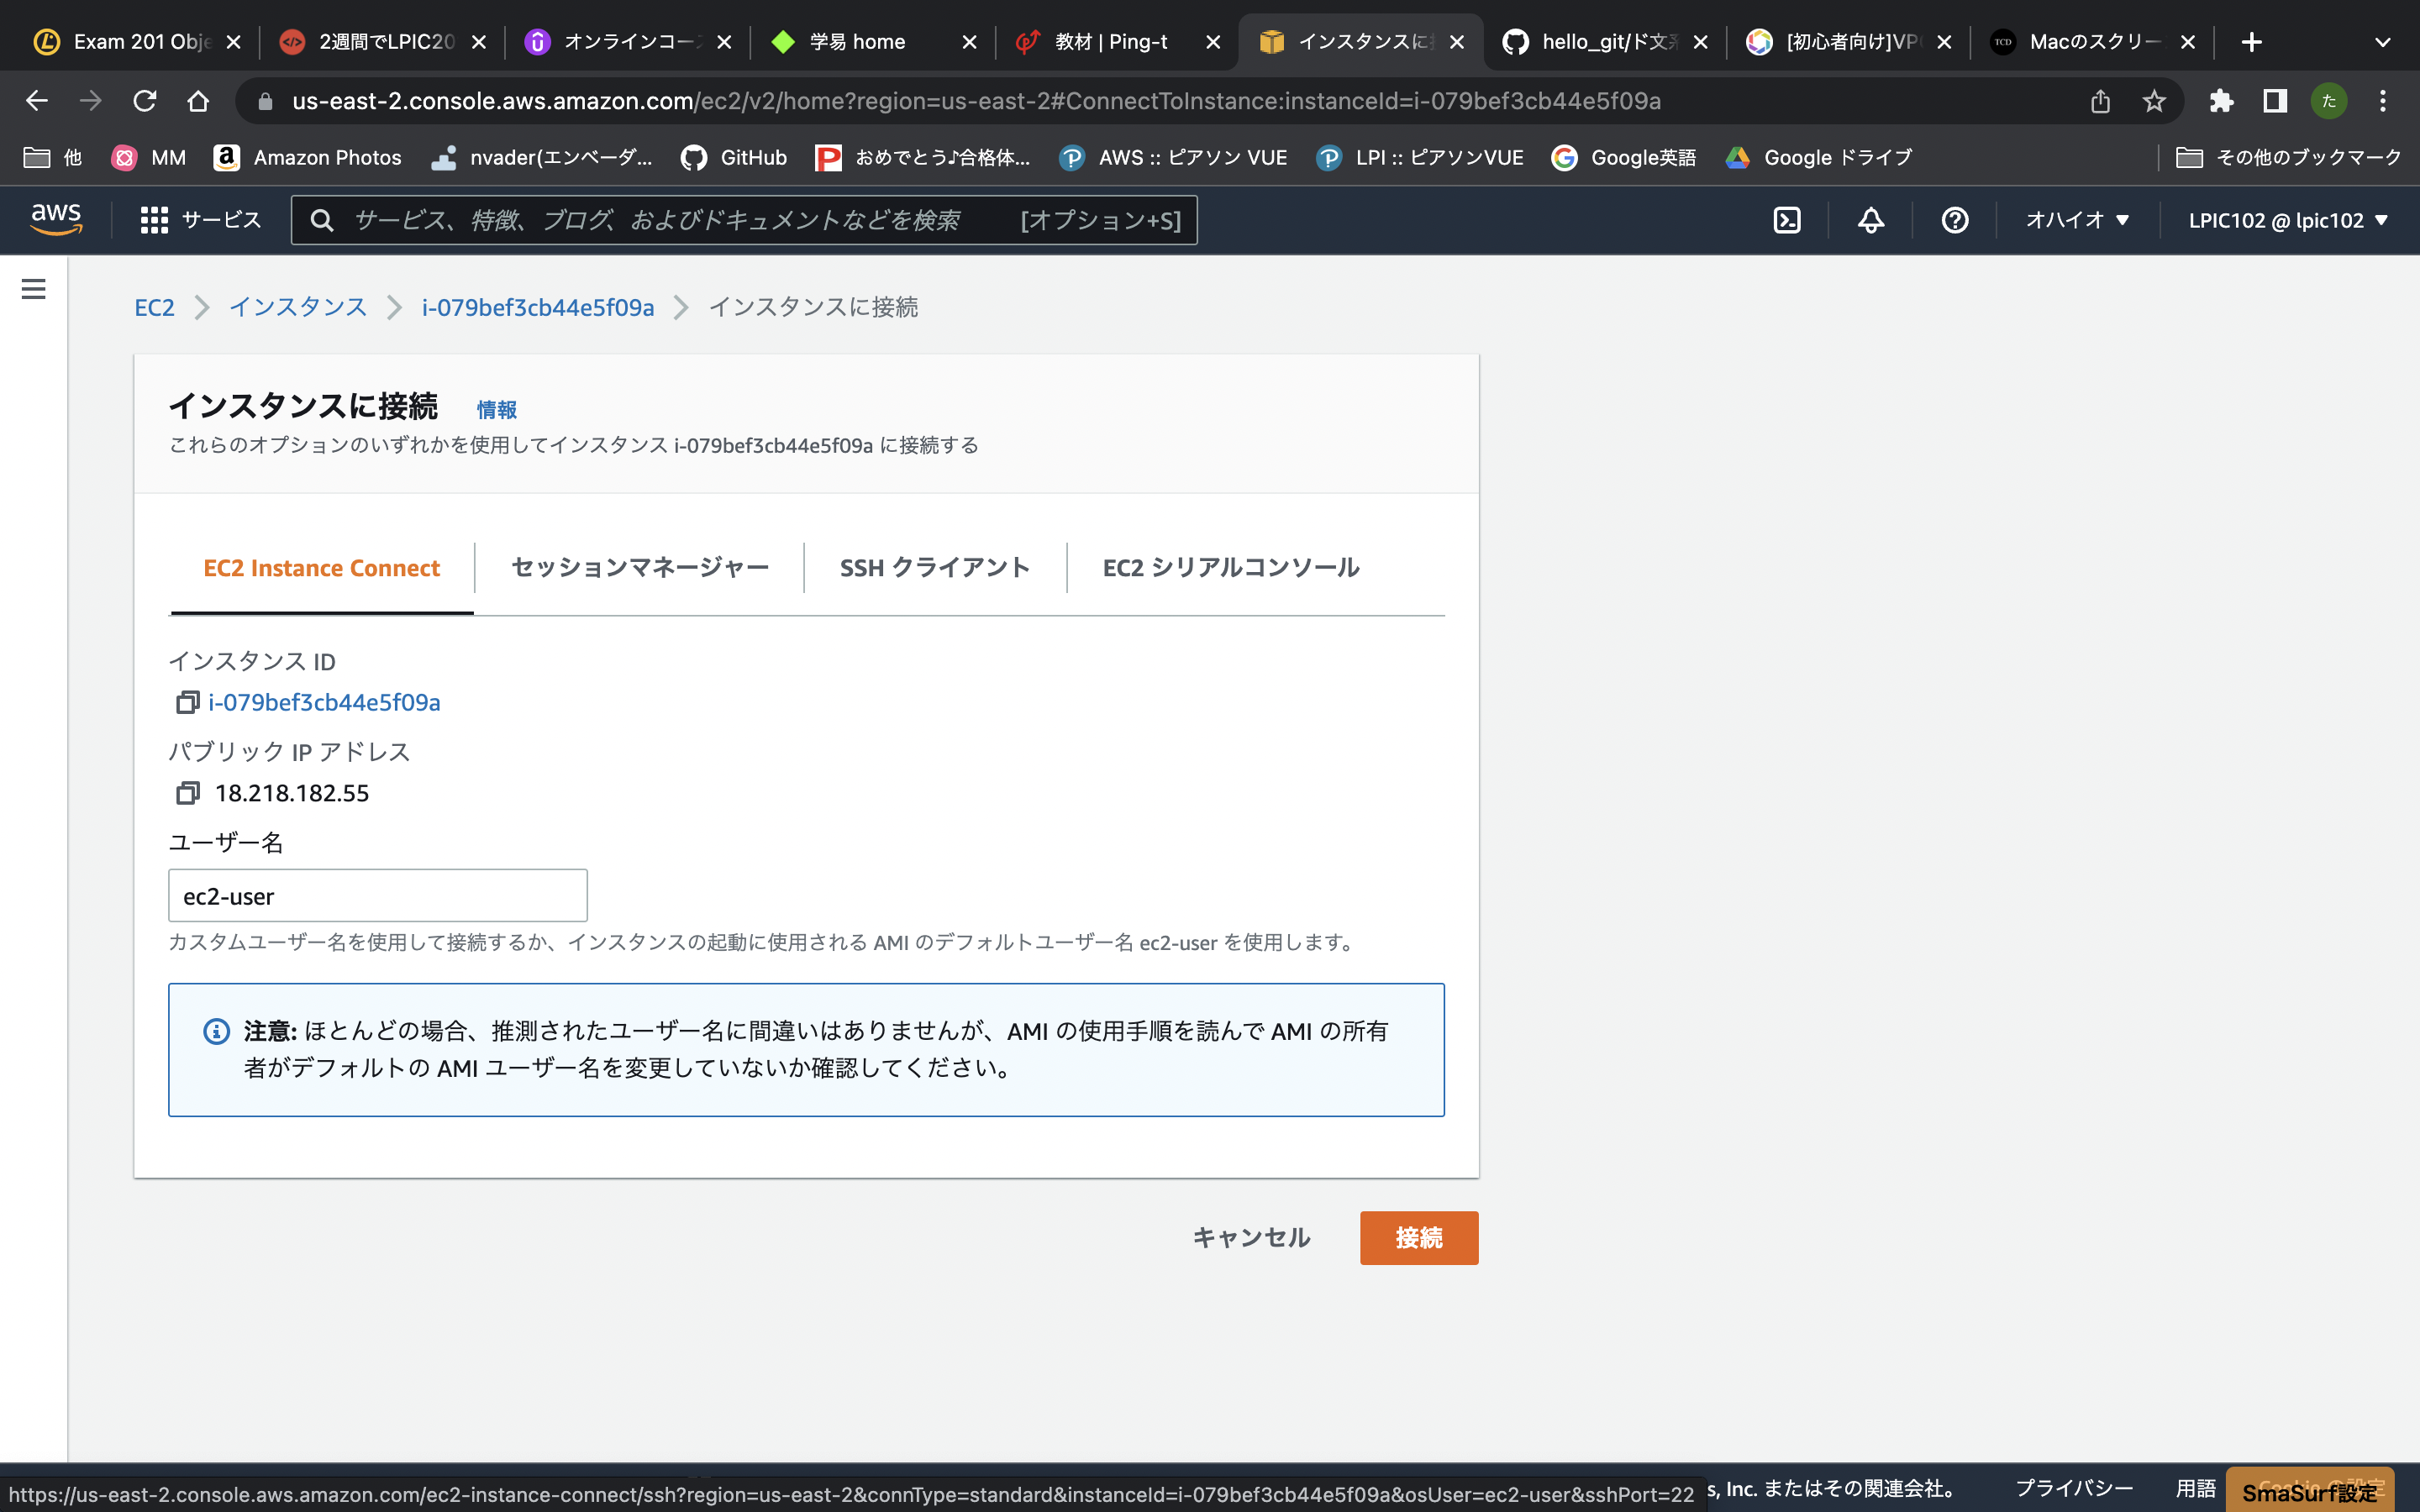 Exam 201 Obje
2週間でLPIC20
オンラインコース
学易 home
教材 | Ping-t
インスタンスに接
hello_git/ド文系
[初心者向け]VPC
TCD
Macのスクリー
us-east-2.console.aws.amazon.com/ec2/v2/home?region=us-east-2#ConnectToInstance:instanceId=i-079bef3cb44e5f09a
た
他
MM
Amazon Photos
nvader(エンベーダ...
GitHub
おめでとう♪合格体...
AWS :: ピアソン VUE
LPI :: ピアソンVUE
Google英語
Google ドライブ
その他のブックマーク
aws
サービス
サービス、特徴、ブログ、およびドキュメントなどを検索
[オプション+S]
オハイオ ▼
LPIC102 @ lpic102 ▼
EC2
インスタンス
i-079bef3cb44e5f09a
インスタンスに接続
インスタンスに接続 情報
これらのオプションのいずれかを使用してインスタンス i-079bef3cb44e5f09a に接続する
EC2 Instance Connect
セッションマネージャー
SSH クライアント
EC2 シリアルコンソール
インスタンス ID
i-079bef3cb44e5f09a
パブリック IP アドレス
18.218.182.55
ユーザー名
ec2-user
カスタムユーザー名を使用して接続するか、インスタンスの起動に使用される AMI のデフォルトユーザー名 ec2-user を使用します。
注意: ほとんどの場合、推測されたユーザー名に間違いはありませんが、AMI の使用手順を読んで AMI の所有
者がデフォルトの AMI ユーザー名を変更していないか確認してください。
キャンセル
接続
https://us-east-2.console.aws.amazon.com/ec2-instance-connect/ssh?region=us-east-2&connType=standard&instanceId=i-079bef3cb44e5f09a&osUser=ec2-user&sshPort=22
s, Inc. またはその関連会社。
プライバシー
用語
Cookie の設定
SmaSurf設定